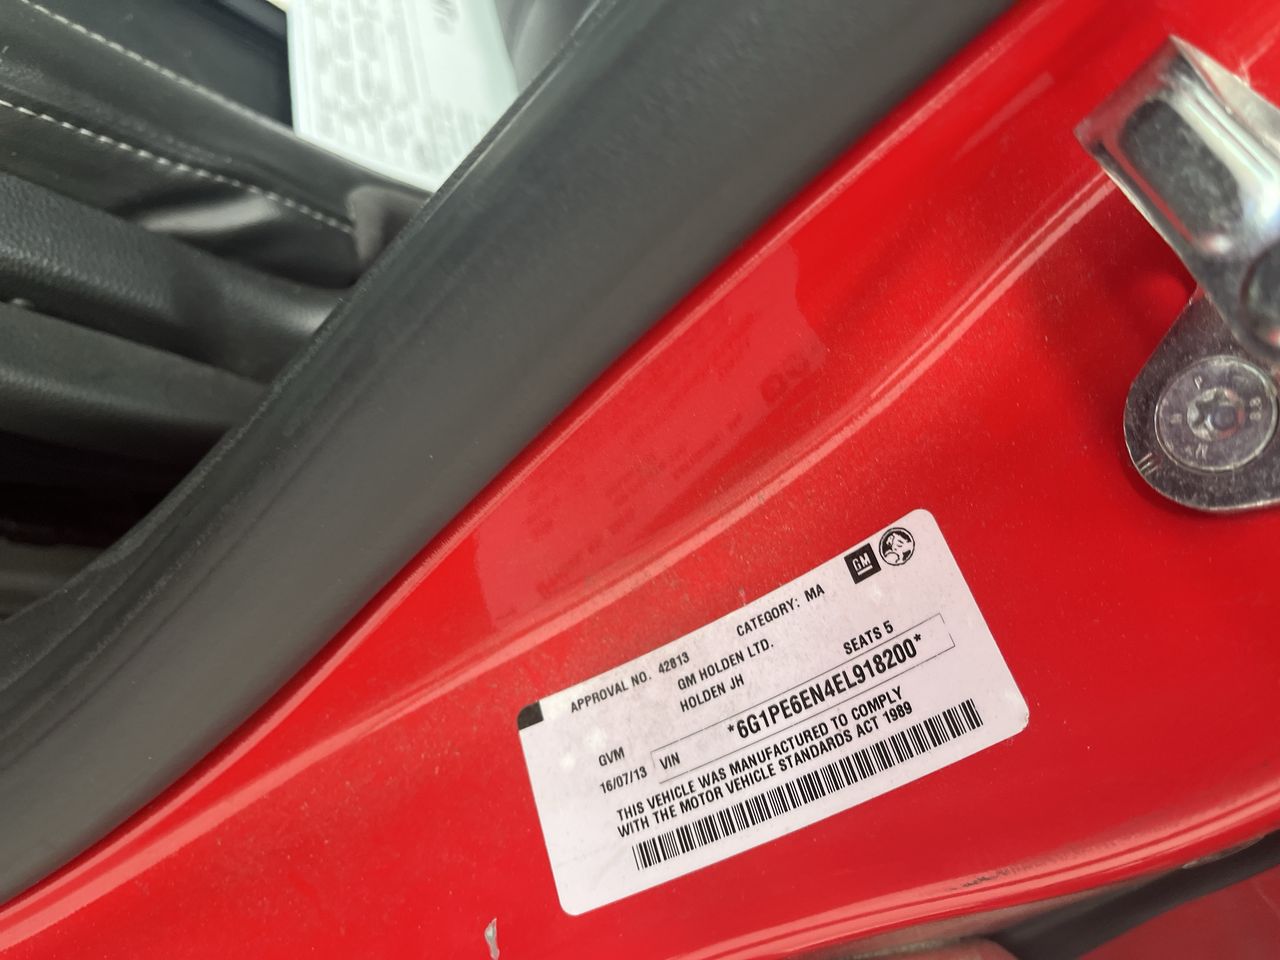 GM
APPROVAL NO. 42813 CATEGORY: MA
GM HOLDEN LTD.
HOLDEN JH SEATS 5
GVM
16/07/13 VIN *6G1PE6EN4EL918200*
THIS VEHICLE WAS MANUFACTURED TO COMPLY
WITH THE MOTOR VEHICLE STANDARDS ACT 1989